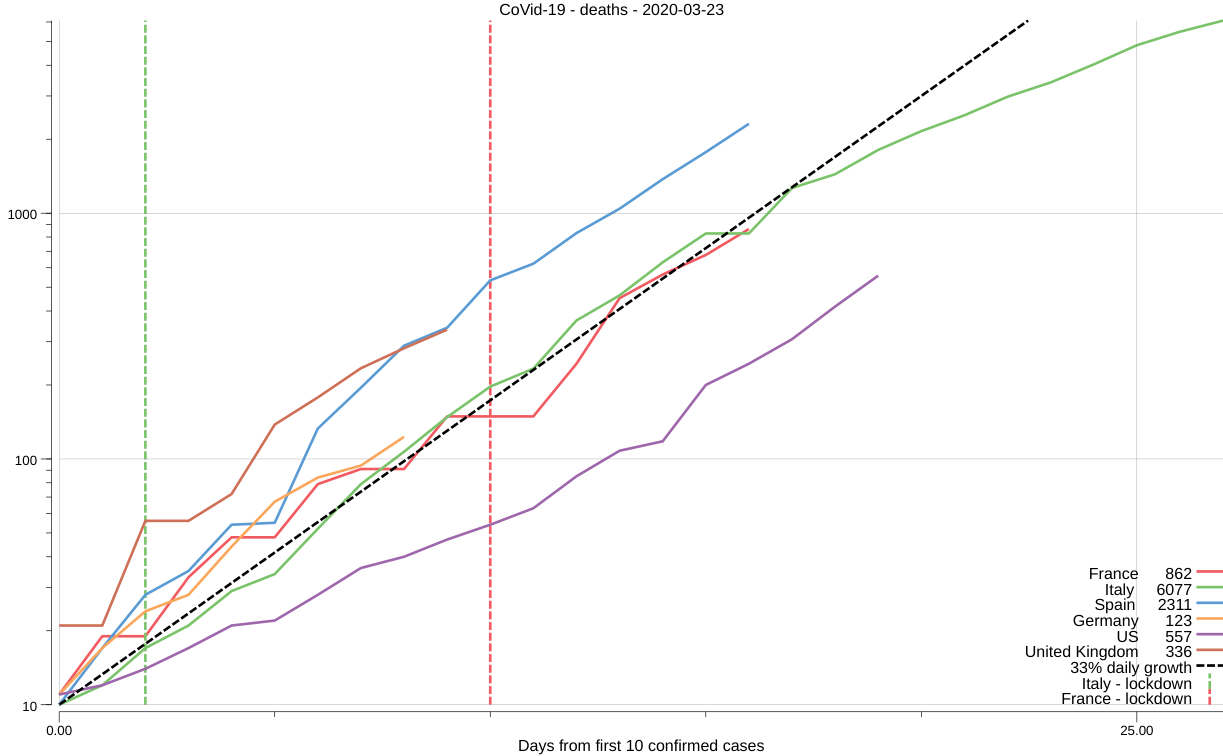 CoVid-19 - deaths - 2020-03-23
1000
100
10
France 862
Italy 6077
Spain 2311
Germany 123
US 557
United Kingdom 336
33% daily growth
Italy - lockdown
France - lockdown
0.00 25.00
Days from first 10 confirmed cases